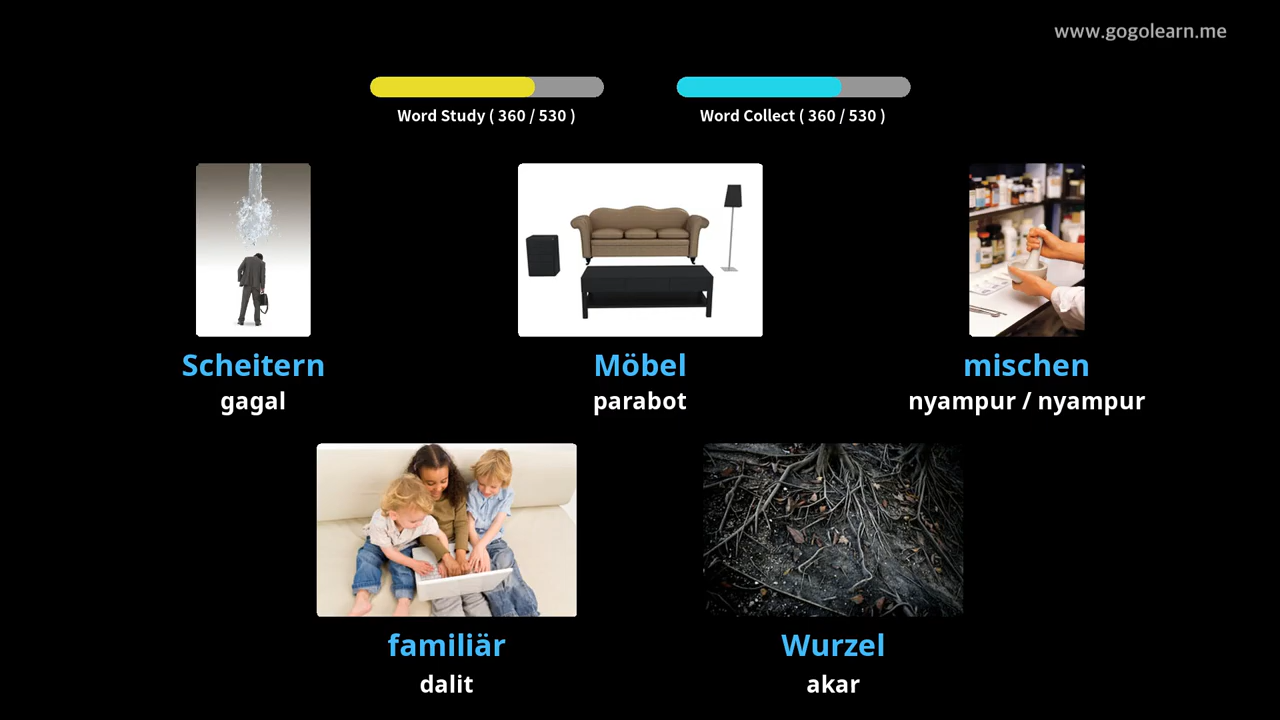 www.gogolearn.me
Word Study ( 360 / 530 )
Word Collect ( 360 / 530 )
Scheitern
gagal
Möbel
parabot
mischen
nyampur / nyampur
familiär
dalit
Wurzel
akar